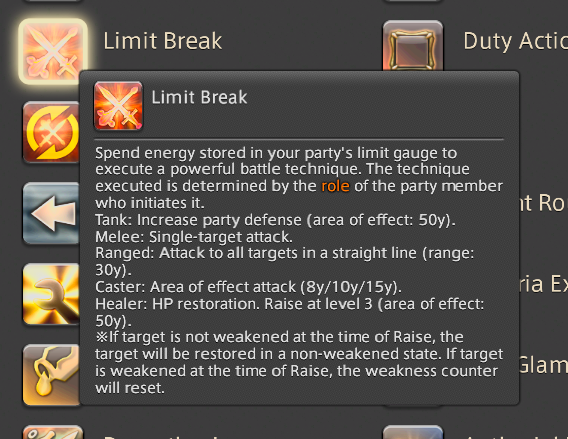 Limit Break
Duty Actio
Limit Break
Spend energy stored in your party's limit gauge to
execute a powerful battle technique. The technique
executed is determined by the role of the party member
who initiates it.
Tank: Increase party defense (area of effect: 50y).
Melee: Single-target attack.
Ranged: Attack to all targets in a straight line (range:
30y).
Caster: Area of effect attack (8y/10y/15y).
Healer: HP restoration. Raise at level 3 (area of effect:
50y).
※If target is not weakened at the time of Raise, the
target will be restored in a non-weakened state. If target
is weakened at the time of Raise, the weakness counter
will reset.
nt Ro
ria Ex
Glam